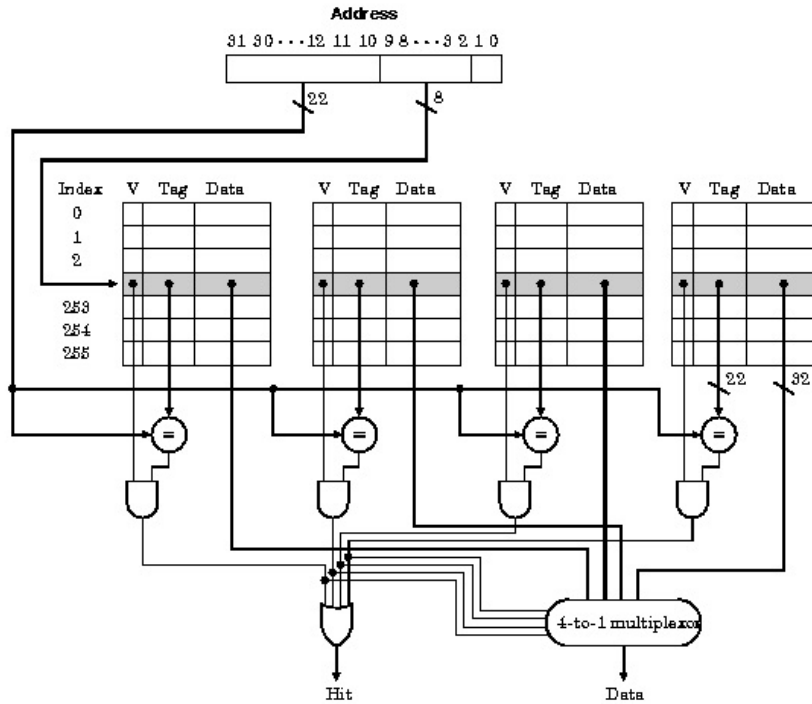 Address
31 30 · · · 12 11 10 9 8 · · · 3 2 1 0
22 8
Index V Tag Data V Tag Data V Tag Data V Tag Data
0
1
2
253
254
255
22 32
= = = =
4-to-1 multiplexor
Hit Data